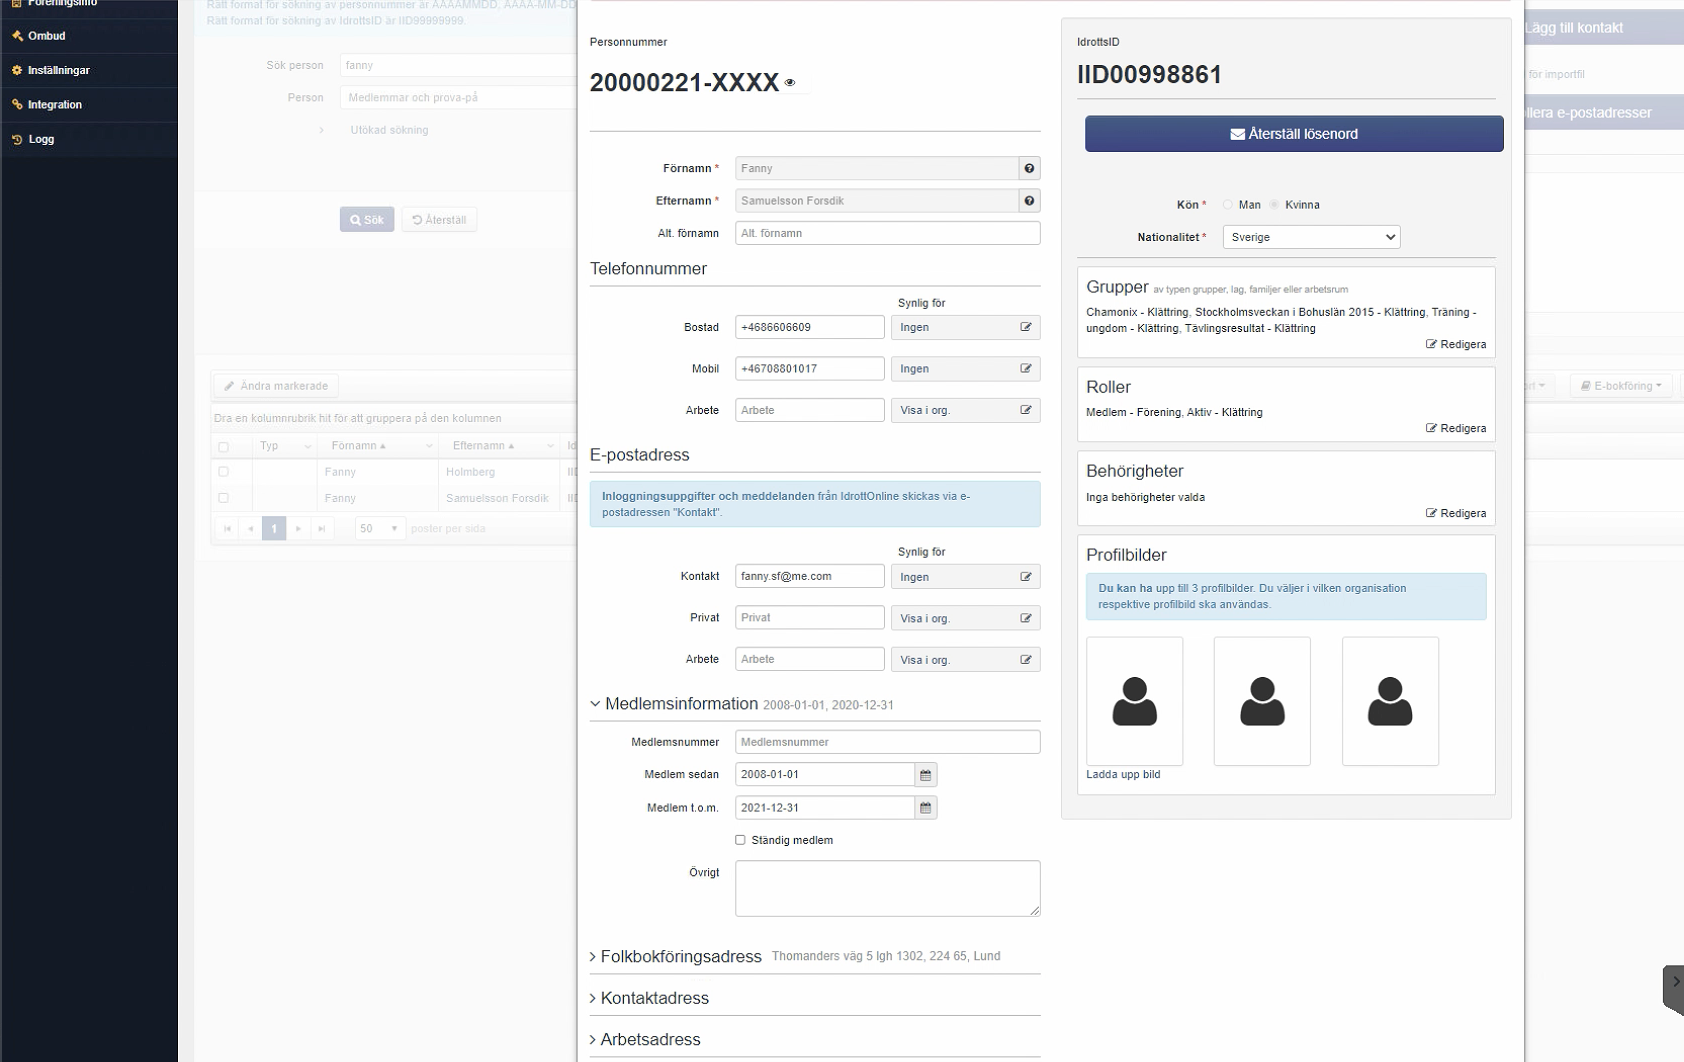 Föreningsinfo
Ombud
Inställningar
Integration
Logg
Rätt format för sökning av personnummer är AAAAMMDD, AAAA-MM-DD
Rätt format för sökning av IdrottsID är IID99999999.
Sök person
fanny
Person
Medlemmar och prova-på
Utökad sökning
Sök
Återställ
Ändra markerade
Dra en kolumnrubrik hit för att gruppera på den kolumnen
Typ Förnamn Efternamn Id
Fanny Holmberg IID
Fanny Samuelsson Forsdik IID
1 50 poster per sida
Personnummer
20000221-XXXX
Förnamn * Fanny
Efternamn * Samuelsson Forsdik
Alt. förnamn Alt. förnamn
Telefonnummer
Synlig för
Bostad +4686606609 Ingen
Mobil +46708801017 Ingen
Arbete Arbete Visa i org.
E-postadress
Inloggningsuppgifter och meddelanden från IdrottOnline skickas via e-
postadressen "Kontakt".
Synlig för
Kontakt fanny.sf@me.com Ingen
Privat Privat Visa i org.
Arbete Arbete Visa i org.
Medlemsinformation 2008-01-01, 2020-12-31
Medlemsnummer Medlemsnummer
Medlem sedan 2008-01-01
Medlem t.o.m. 2021-12-31
Ständig medlem
Övrigt
Folkbokföringsadress Thomanders väg 5 lgh 1302, 224 65, Lund
Kontaktadress
Arbetsadress
IdrottsID
IID00998861
Återställ lösenord
Kön * Man Kvinna
Nationalitet * Sverige
Grupper av typen grupper, lag, familjer eller arbetsrum
Chamonix - Klättring, Stockholmsveckan i Bohuslän 2015 - Klättring, Träning -
ungdom - Klättring, Tävlingsresultat - Klättring
Redigera
Roller
Medlem - Förening, Aktiv - Klättring
Redigera
Behörigheter
Inga behörigheter valda
Redigera
Profilbilder
Du kan ha upp till 3 profilbilder. Du väljer i vilken organisation
respektive profilbild ska användas.
Ladda upp bild
Lägg till kontakt
för importfil
llera e-postadresser
E-bokföring